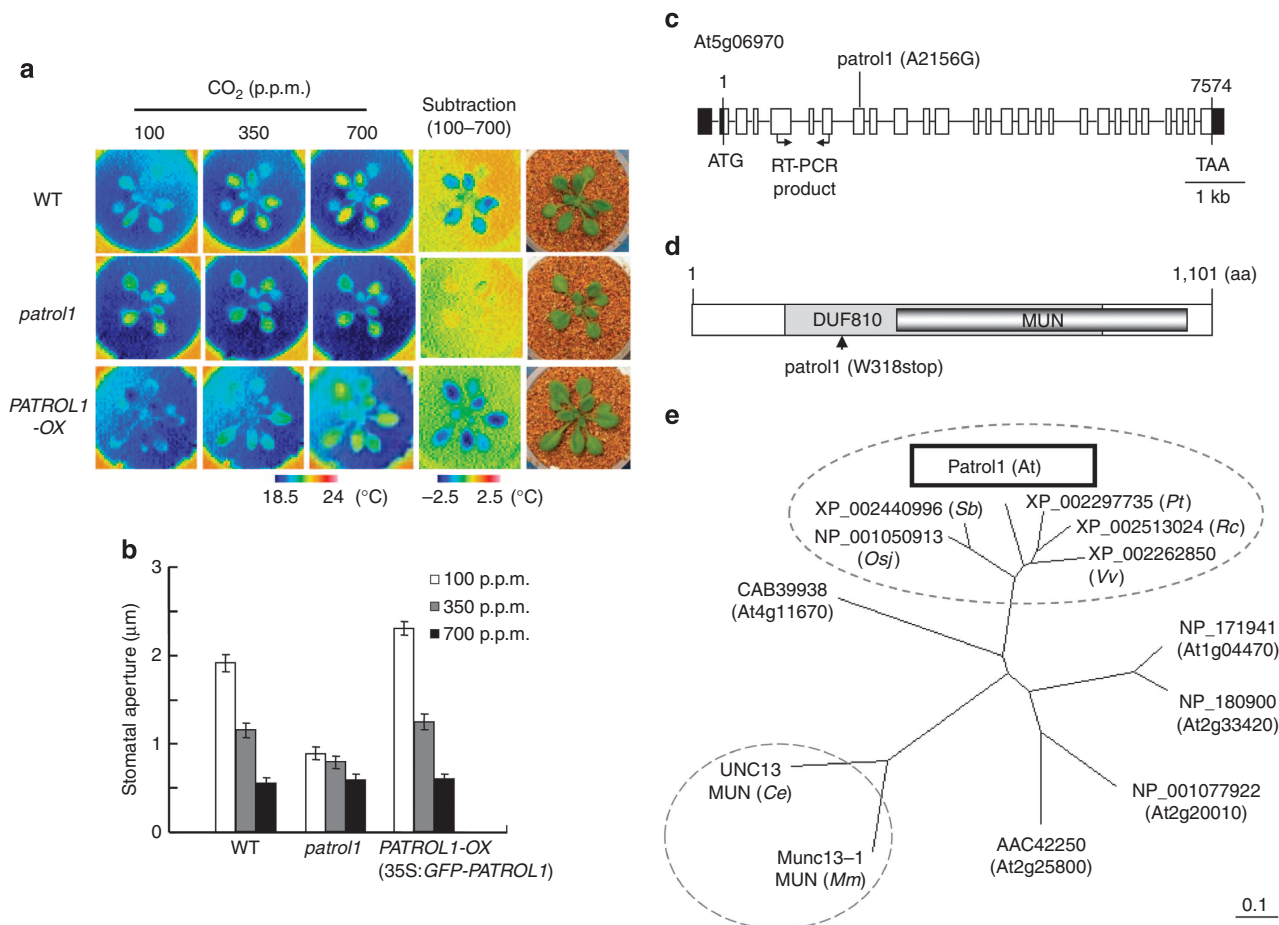 a
CO2 (p.p.m.)
100 350 700
Subtraction
(100–700)
WT
patrol1
PATROL1
-OX
18.5 24 (°C)
–2.5 2.5 (°C)
b
Stomatal aperture (μm)
3
2
1
0
100 p.p.m.
350 p.p.m.
700 p.p.m.
WT
patrol1
PATROL1-OX
(35S:GFP-PATROL1)
c
At5g06970
patrol1 (A2156G)
1
7574
ATG
RT-PCR
product
TAA
1 kb
d
1
1,101 (aa)
DUF810
MUN
patrol1 (W318stop)
e
Patrol1 (At)
XP_002440996 (Sb)
XP_002297735 (Pt)
NP_001050913
(Osj)
XP_002513024 (Rc)
XP_002262850
(Vv)
CAB39938
(At4g11670)
NP_171941
(At1g04470)
NP_180900
(At2g33420)
UNC13
MUN (Ce)
NP_001077922
(At2g20010)
Munc13–1
MUN (Mm)
AAC42250
(At2g25800)
0.1